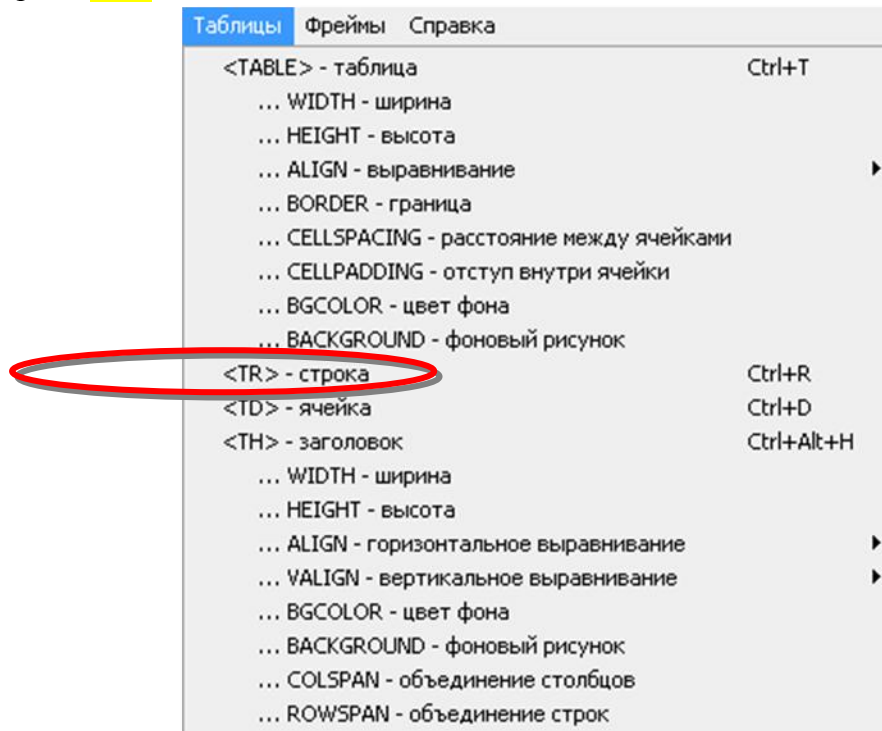 Таблицы Фреймы Справка
<TABLE> - таблица Ctrl+T
... WIDTH - ширина
... HEIGHT - высота
... ALIGN - выравнивание
... BORDER - граница
... CELLSPACING - расстояние между ячейками
... CELLPADDING - отступ внутри ячейки
... BGCOLOR - цвет фона
... BACKGROUND - фоновый рисунок
<TR> - строка Ctrl+R
<TD> - ячейка Ctrl+D
<TH> - заголовок Ctrl+Alt+H
... WIDTH - ширина
... HEIGHT - высота
... ALIGN - горизонтальное выравнивание
... VALIGN - вертикальное выравнивание
... BGCOLOR - цвет фона
... BACKGROUND - фоновый рисунок
... COLSPAN - объединение столбцов
... ROWSPAN - объединение строк